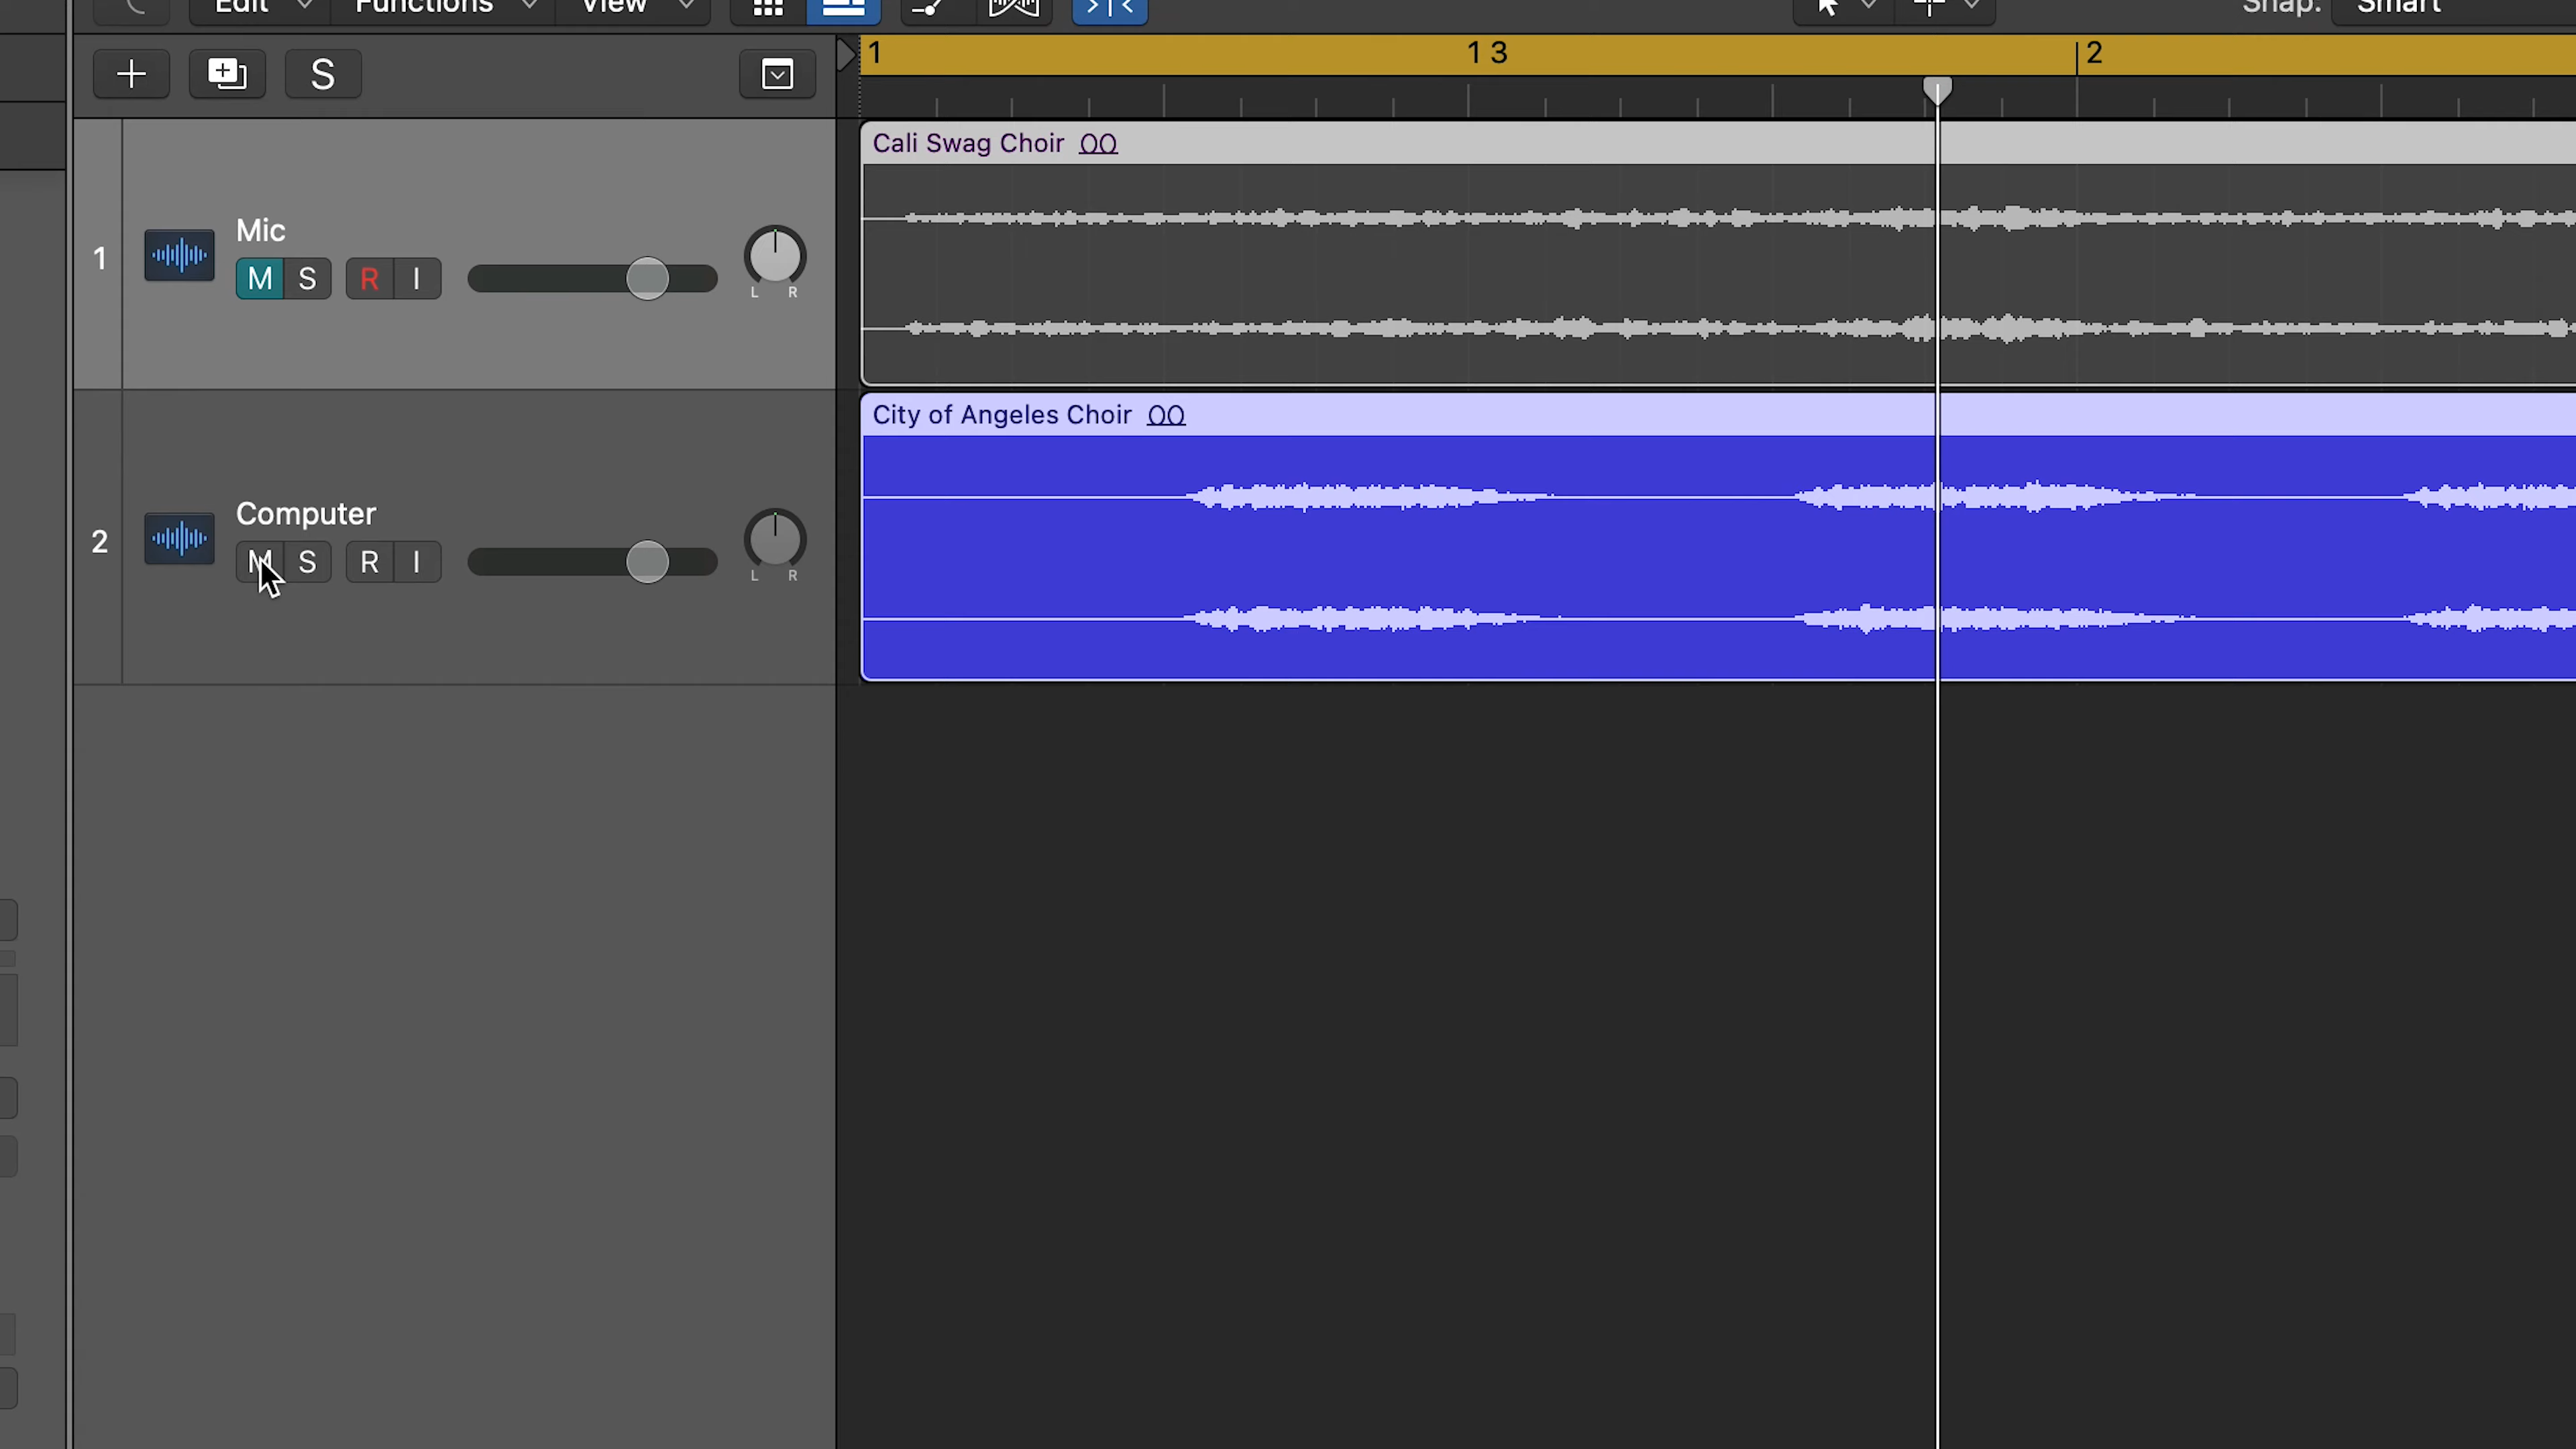 Edit Functions View Snap: Smart
S
1 1 3 2
Cali Swag Choir
1 Mic
M S R I
L R
City of Angeles Choir
2 Computer
M S R I
L R